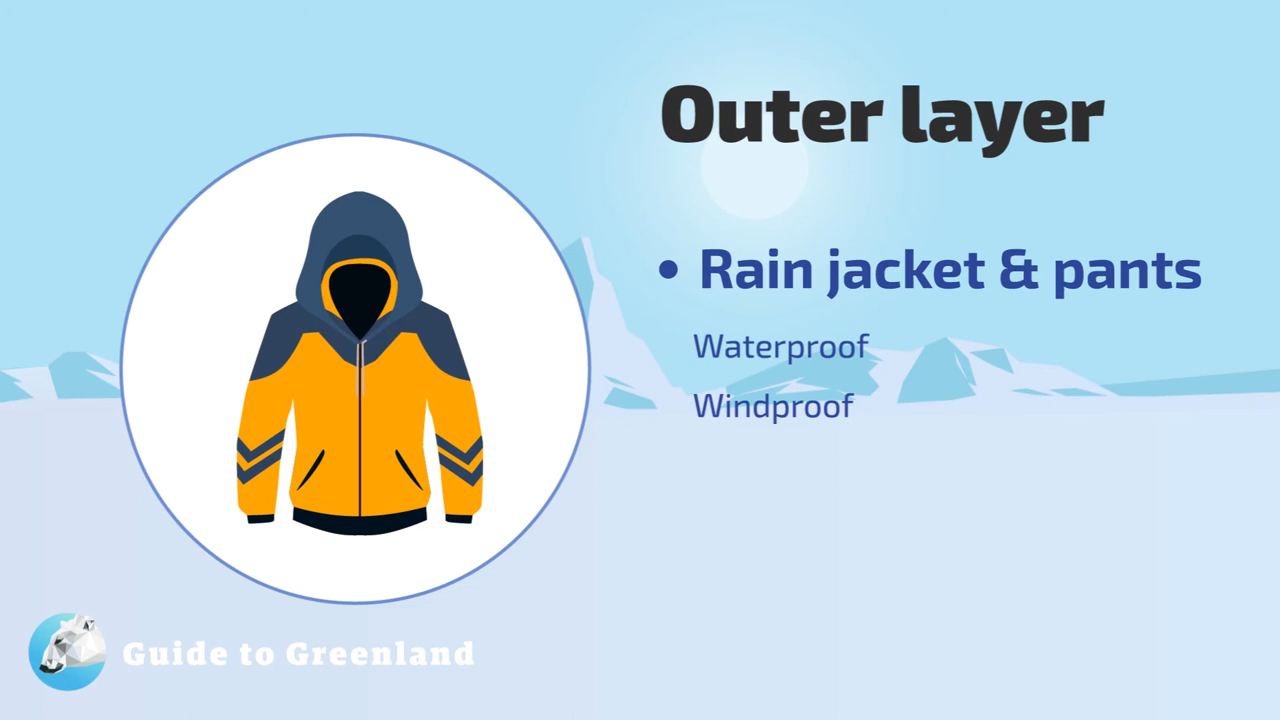 Outer layer
• Rain jacket & pants
Waterproof
Windproof
Guide to Greenland